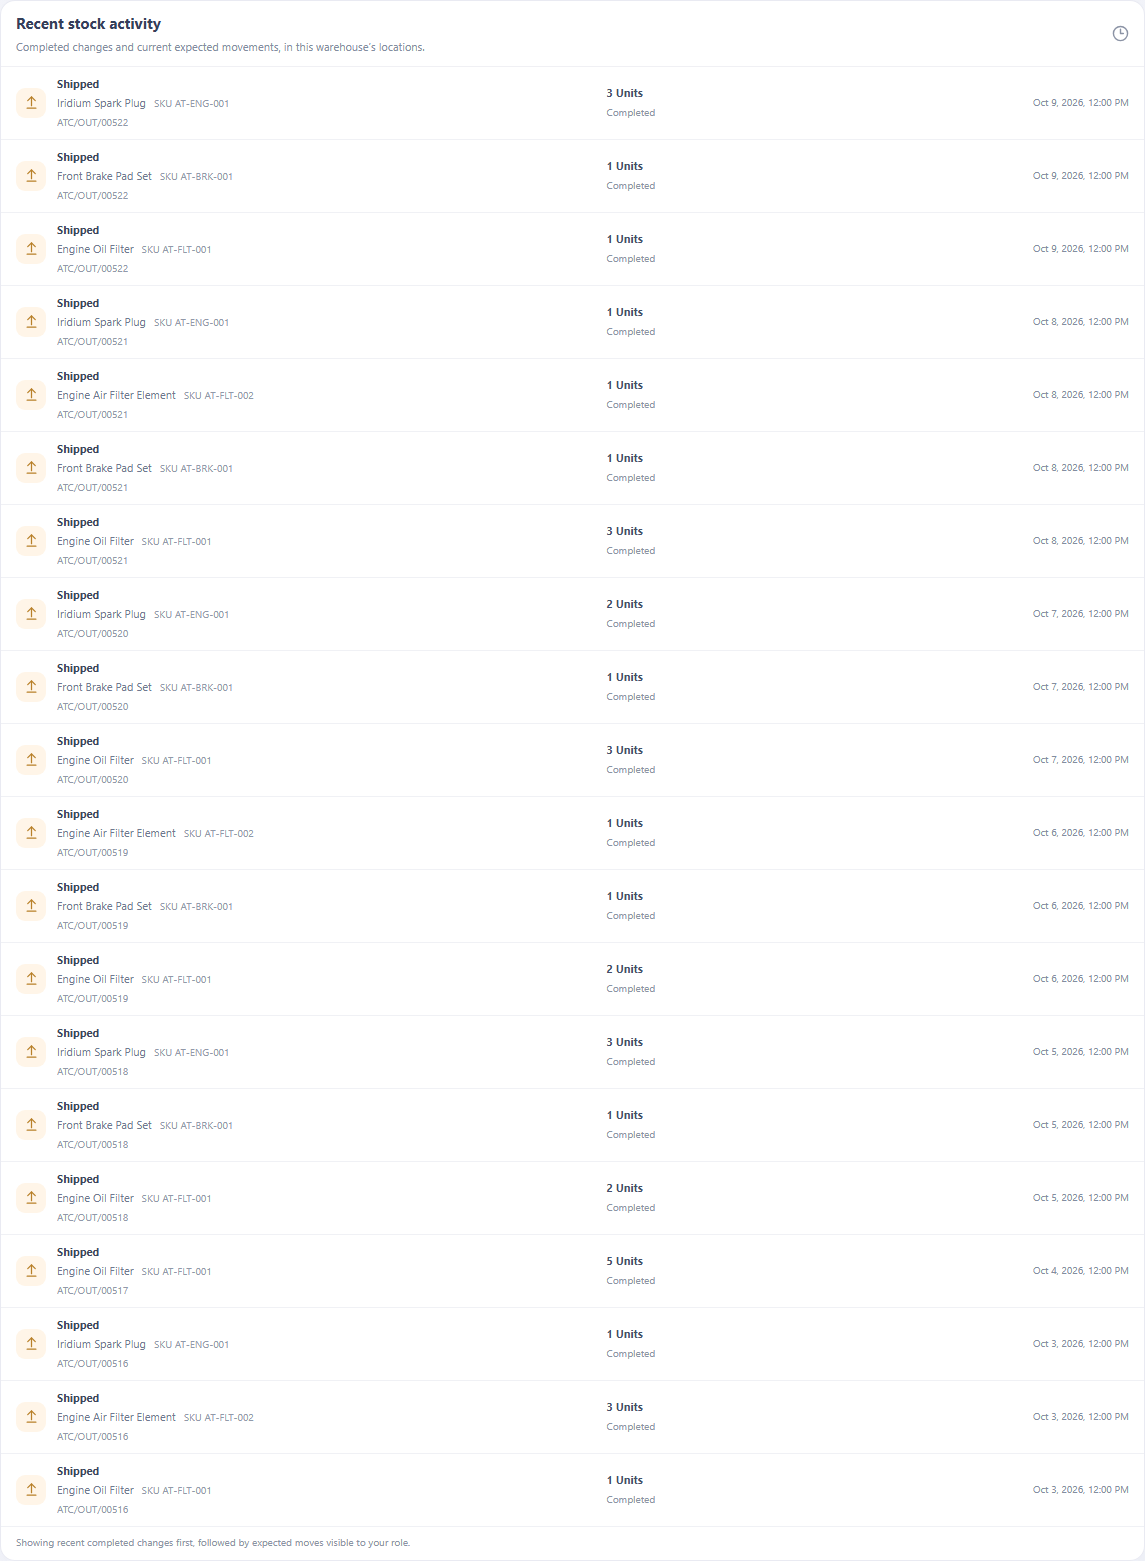 Recent stock activity
Completed changes and current expected movements, in this warehouse's locations.
Shipped
Iridium Spark Plug SKU AT-ENG-001
ATC/OUT/00522
3 Units
Completed
Oct 9, 2026, 12:00 PM
Shipped
Front Brake Pad Set SKU AT-BRK-001
ATC/OUT/00522
1 Units
Completed
Oct 9, 2026, 12:00 PM
Shipped
Engine Oil Filter SKU AT-FLT-001
ATC/OUT/00522
1 Units
Completed
Oct 9, 2026, 12:00 PM
Shipped
Iridium Spark Plug SKU AT-ENG-001
ATC/OUT/00521
1 Units
Completed
Oct 8, 2026, 12:00 PM
Shipped
Engine Air Filter Element SKU AT-FLT-002
ATC/OUT/00521
1 Units
Completed
Oct 8, 2026, 12:00 PM
Shipped
Front Brake Pad Set SKU AT-BRK-001
ATC/OUT/00521
1 Units
Completed
Oct 8, 2026, 12:00 PM
Shipped
Engine Oil Filter SKU AT-FLT-001
ATC/OUT/00521
3 Units
Completed
Oct 8, 2026, 12:00 PM
Shipped
Iridium Spark Plug SKU AT-ENG-001
ATC/OUT/00520
2 Units
Completed
Oct 7, 2026, 12:00 PM
Shipped
Front Brake Pad Set SKU AT-BRK-001
ATC/OUT/00520
1 Units
Completed
Oct 7, 2026, 12:00 PM
Shipped
Engine Oil Filter SKU AT-FLT-001
ATC/OUT/00520
3 Units
Completed
Oct 7, 2026, 12:00 PM
Shipped
Engine Air Filter Element SKU AT-FLT-002
ATC/OUT/00519
1 Units
Completed
Oct 6, 2026, 12:00 PM
Shipped
Front Brake Pad Set SKU AT-BRK-001
ATC/OUT/00519
1 Units
Completed
Oct 6, 2026, 12:00 PM
Shipped
Engine Oil Filter SKU AT-FLT-001
ATC/OUT/00519
2 Units
Completed
Oct 6, 2026, 12:00 PM
Shipped
Iridium Spark Plug SKU AT-ENG-001
ATC/OUT/00518
3 Units
Completed
Oct 5, 2026, 12:00 PM
Shipped
Front Brake Pad Set SKU AT-BRK-001
ATC/OUT/00518
1 Units
Completed
Oct 5, 2026, 12:00 PM
Shipped
Engine Oil Filter SKU AT-FLT-001
ATC/OUT/00518
2 Units
Completed
Oct 5, 2026, 12:00 PM
Shipped
Engine Oil Filter SKU AT-FLT-001
ATC/OUT/00517
5 Units
Completed
Oct 4, 2026, 12:00 PM
Shipped
Iridium Spark Plug SKU AT-ENG-001
ATC/OUT/00516
1 Units
Completed
Oct 3, 2026, 12:00 PM
Shipped
Engine Air Filter Element SKU AT-FLT-002
ATC/OUT/00516
3 Units
Completed
Oct 3, 2026, 12:00 PM
Shipped
Engine Oil Filter SKU AT-FLT-001
ATC/OUT/00516
1 Units
Completed
Oct 3, 2026, 12:00 PM
Showing recent completed changes first, followed by expected moves visible to your role.